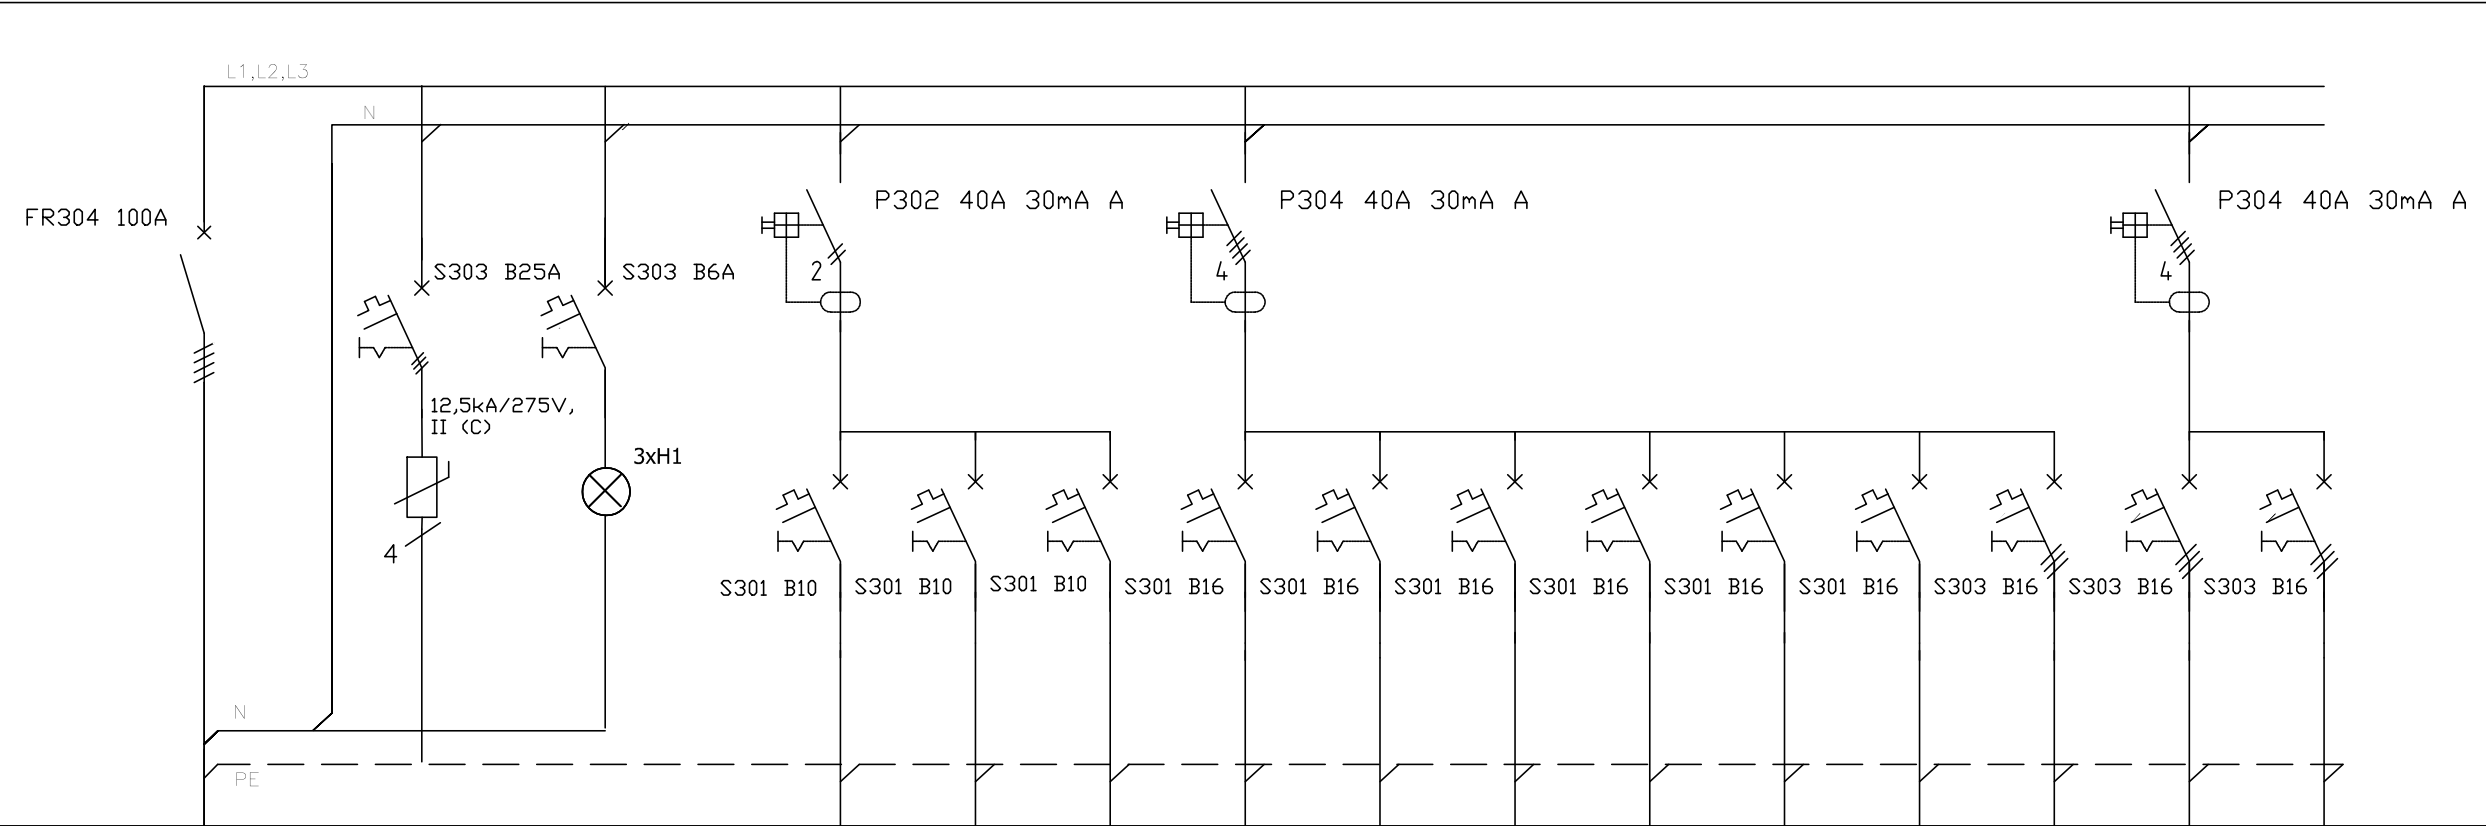 L1,L2,L3
N
FR304 100A
P302 40A 30mA A
P304 40A 30mA A
P304 40A 30mA A
S303 B25A
S303 B6A
2
4
4
12,5kA/275V,
II (C)
3xH1
4
S301 B10
S301 B10
S301 B10
S301 B16
S301 B16
S301 B16
S301 B16
S301 B16
S301 B16
S303 B16
S303 B16
S303 B16
N
PE